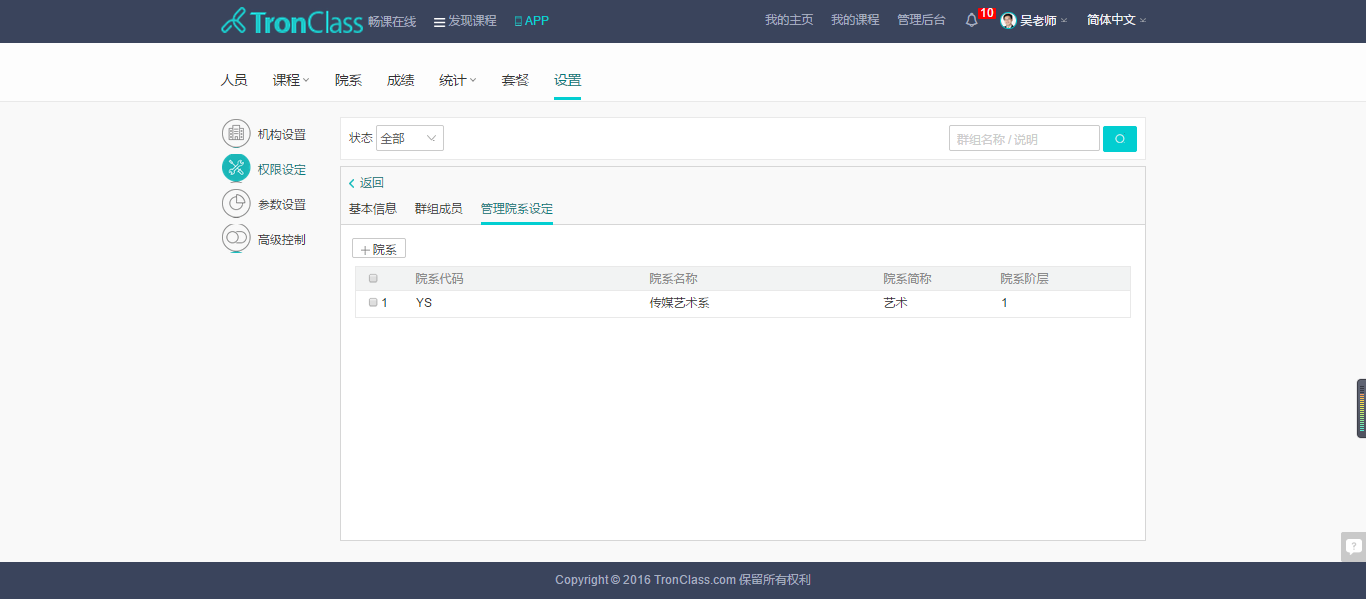 TronClass 畅课在线 发现课程 APP 我的主页 我的课程 管理后台 10 吴老师 简体中文
人员 课程 院系 成绩 统计 套餐 设置
机构设置
权限设定
参数设置
高级控制
状态 全部 群组名称 / 说明
返回
基本信息 群组成员 管理院系设定
+ 院系
院系代码 院系名称 院系简称 院系阶层
1 YS 传媒艺术系 艺术 1
Copyright © 2016 TronClass.com 保留所有权利